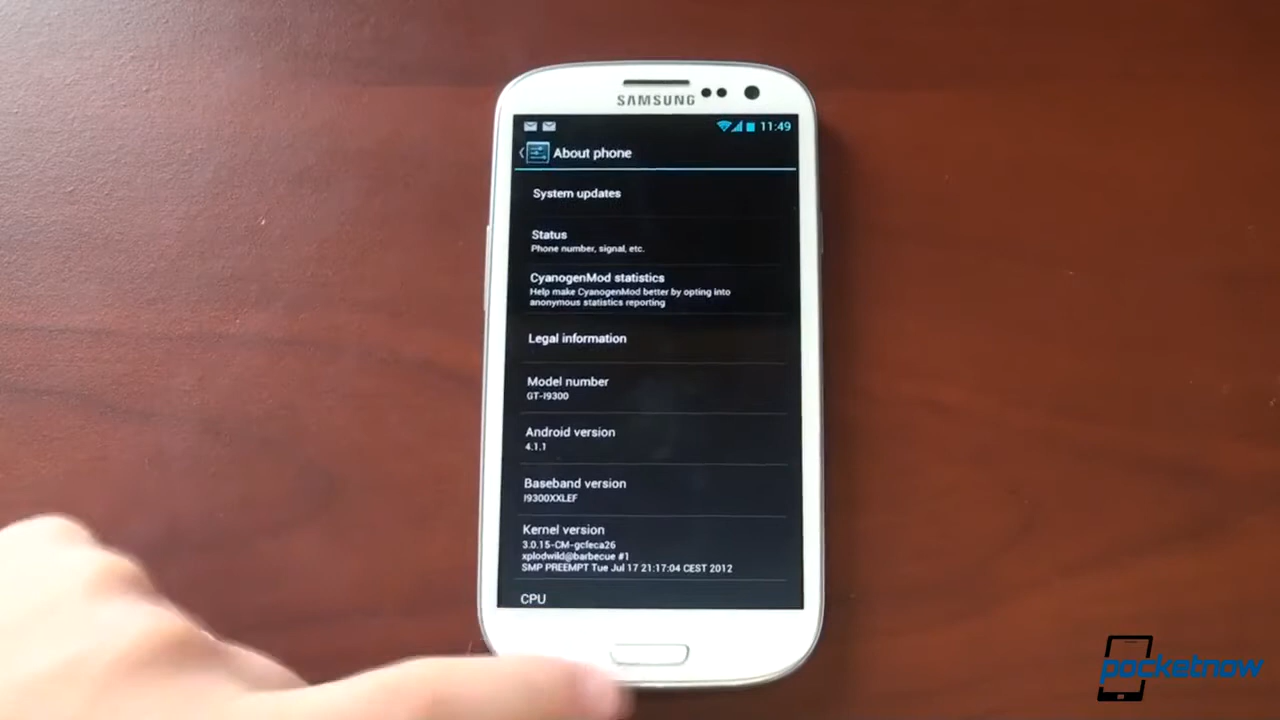 SAMSUNG
11:49
About phone
System updates
Status
Phone number, signal, etc.
CyanogenMod statistics
Help make CyanogenMod better by opting into
anonymous statistics reporting
Legal information
Model number
GT-I9300
Android version
4.1.1
Baseband version
I9300XXLEF
Kernel version
3.0.15-CM-gcfeca26
xplodwild@barbecue #1
SMP PREEMPT Tue Jul 17 21:17:04 CEST 2012
CPU
pocketnow